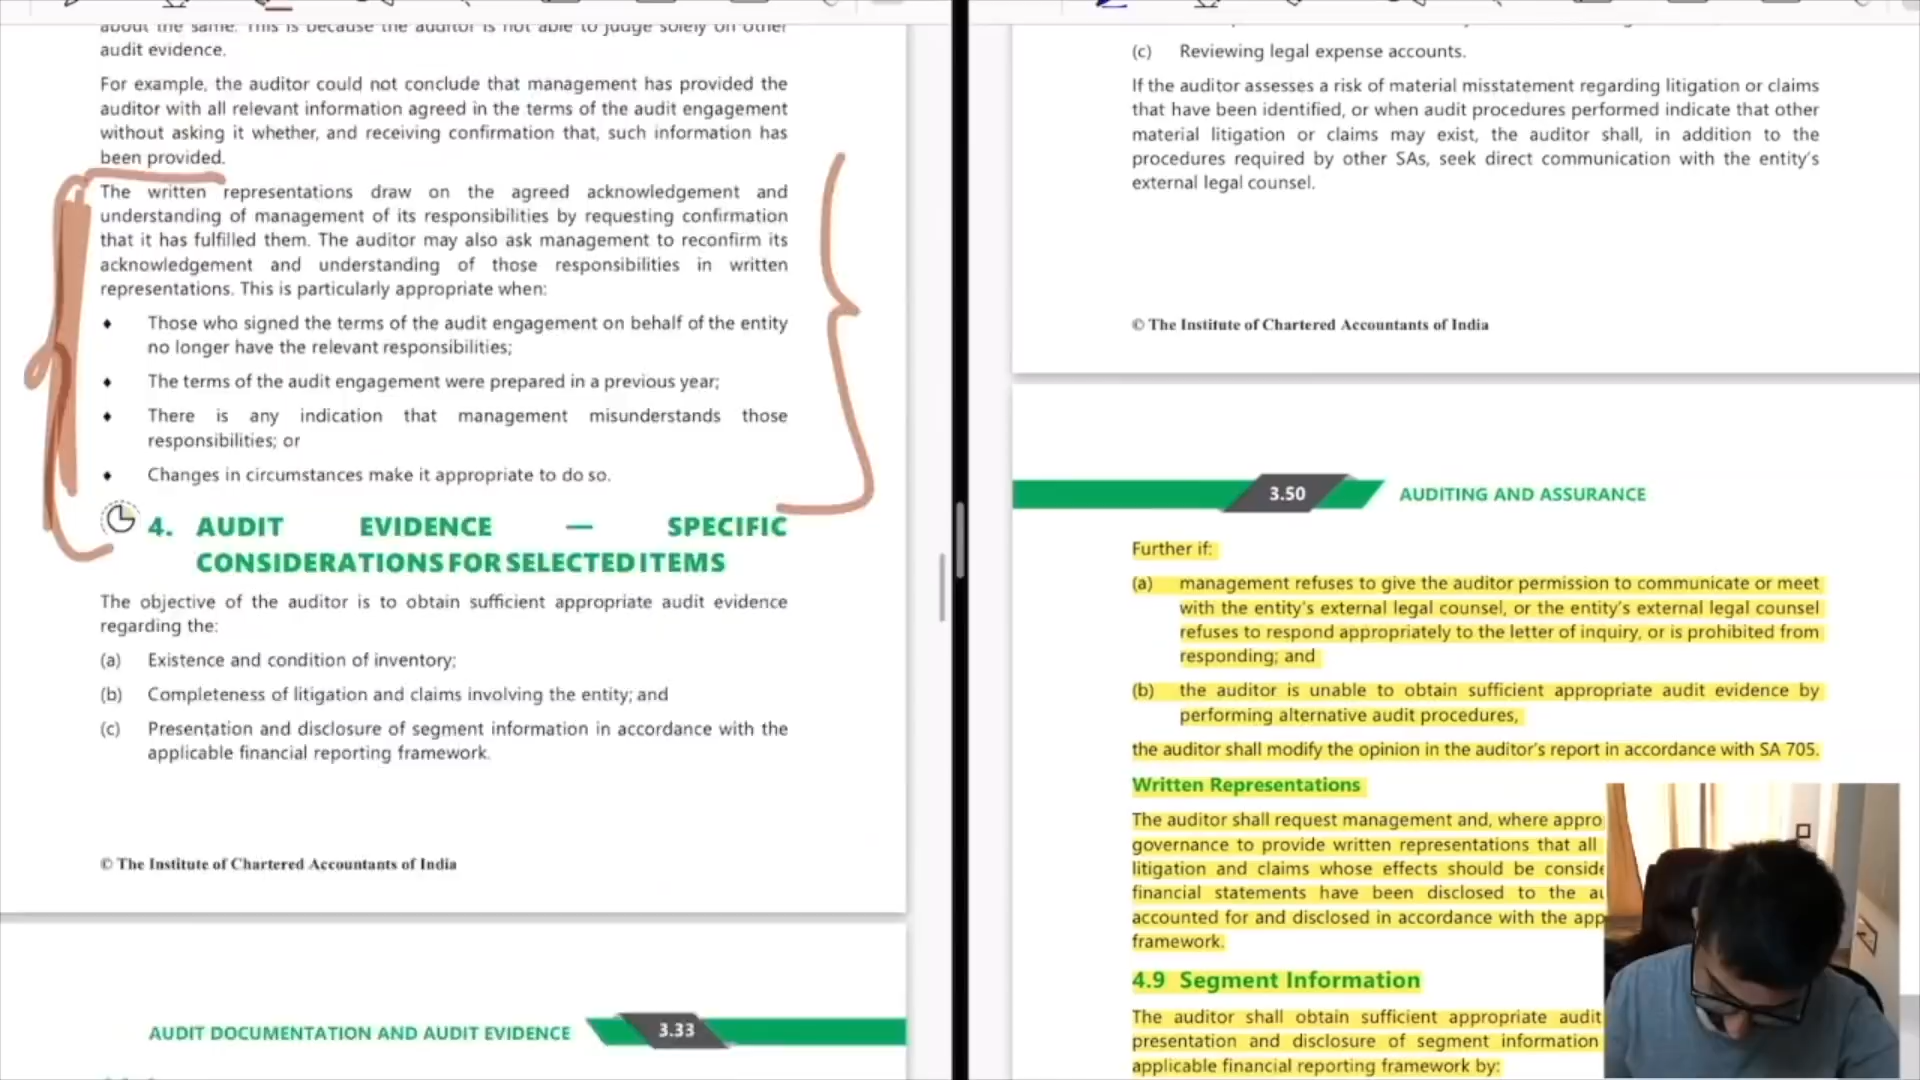 about the same. This is because the auditor is not able to judge solely on other
audit evidence.
For example, the auditor could not conclude that management has provided the
auditor with all relevant information agreed in the terms of the audit engagement
without asking it whether, and receiving confirmation that, such information has
been provided.
The written representations draw on the agreed acknowledgement and
understanding of management of its responsibilities by requesting confirmation
that it has fulfilled them. The auditor may also ask management to reconfirm its
acknowledgement and understanding of those responsibilities in written
representations. This is particularly appropriate when:
♦ Those who signed the terms of the audit engagement on behalf of the entity
no longer have the relevant responsibilities;
♦ The terms of the audit engagement were prepared in a previous year;
♦ There is any indication that management misunderstands those
responsibilities; or
♦ Changes in circumstances make it appropriate to do so.
4. AUDIT EVIDENCE — SPECIFIC
CONSIDERATIONS FOR SELECTED ITEMS
The objective of the auditor is to obtain sufficient appropriate audit evidence
regarding the:
(a) Existence and condition of inventory;
(b) Completeness of litigation and claims involving the entity; and
(c) Presentation and disclosure of segment information in accordance with the
applicable financial reporting framework.
© The Institute of Chartered Accountants of India
AUDIT DOCUMENTATION AND AUDIT EVIDENCE 3.33
(c) Reviewing legal expense accounts.
If the auditor assesses a risk of material misstatement regarding litigation or claims
that have been identified, or when audit procedures performed indicate that other
material litigation or claims may exist, the auditor shall, in addition to the
procedures required by other SAs, seek direct communication with the entity's
external legal counsel.
© The Institute of Chartered Accountants of India
3.50 AUDITING AND ASSURANCE
Further if:
(a) management refuses to give the auditor permission to communicate or meet
with the entity's external legal counsel, or the entity's external legal counsel
refuses to respond appropriately to the letter of inquiry, or is prohibited from
responding; and
(b) the auditor is unable to obtain sufficient appropriate audit evidence by
performing alternative audit procedures,
the auditor shall modify the opinion in the auditor's report in accordance with SA 705.
Written Representations
The auditor shall request management and, where appro
governance to provide written representations that all
litigation and claims whose effects should be conside
financial statements have been disclosed to the au
accounted for and disclosed in accordance with the app
framework.
4.9 Segment Information
The auditor shall obtain sufficient appropriate audit
presentation and disclosure of segment information
applicable financial reporting framework by: